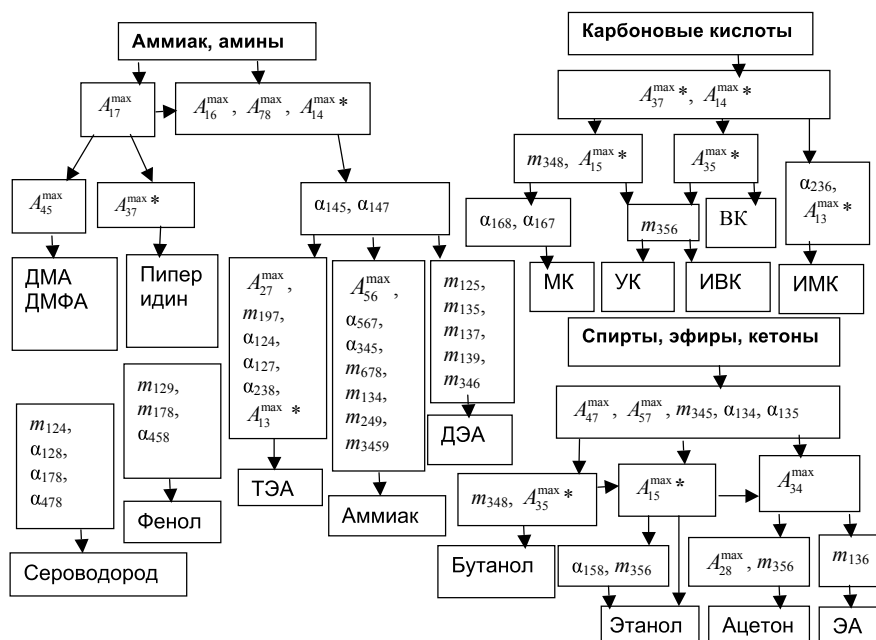 Аммиак, амины
A₁₇ᵐᵃˣ
A₁₆ᵐᵃˣ, A₇₈ᵐᵃˣ, A₁₄ᵐᵃˣ *
A₄₅ᵐᵃˣ
A₃₇ᵐᵃˣ *
α₁₄₅, α₁₄₇
ДМА
ДМФА
Пипер
идин
A₂₇ᵐᵃˣ,
m₁₉₇,
α₁₂₄,
α₁₂₇,
α₂₃₈,
A₁₃ᵐᵃˣ *
A₅₆ᵐᵃˣ,
α₅₆₇,
α₃₄₅,
m₆₇₈,
m₁₃₄,
m₂₄₉,
m₃₄₅₉
m₁₂₅,
m₁₃₅,
m₁₃₇,
m₁₃₉,
m₃₄₆
ТЭА
Аммиак
ДЭА
m₁₂₄,
α₁₂₈,
α₁₇₈,
α₄₇₈
Сероводород
m₁₂₉,
m₁₇₈,
α₄₅₈
Фенол
Карбоновые кислоты
A₃₇ᵐᵃˣ *, A₁₄ᵐᵃˣ *
m₃₄₈, A₁₅ᵐᵃˣ *
A₃₅ᵐᵃˣ *
α₂₃₆,
A₁₃ᵐᵃˣ *
α₁₆₈, α₁₆₇
m₃₅₆
ВК
МК
УК
ИВК
ИМК
Спирты, эфиры, кетоны
A₄₇ᵐᵃˣ, A₅₇ᵐᵃˣ, m₃₄₅, α₁₃₄, α₁₃₅
m₃₄₈, A₃₅ᵐᵃˣ *
A₁₅ᵐᵃˣ *
A₃₄ᵐᵃˣ
Бутанол
α₁₅₈, m₃₅₆
A₂₈ᵐᵃˣ, m₃₅₆
m₁₃₆
Этанол
Ацетон
ЭА